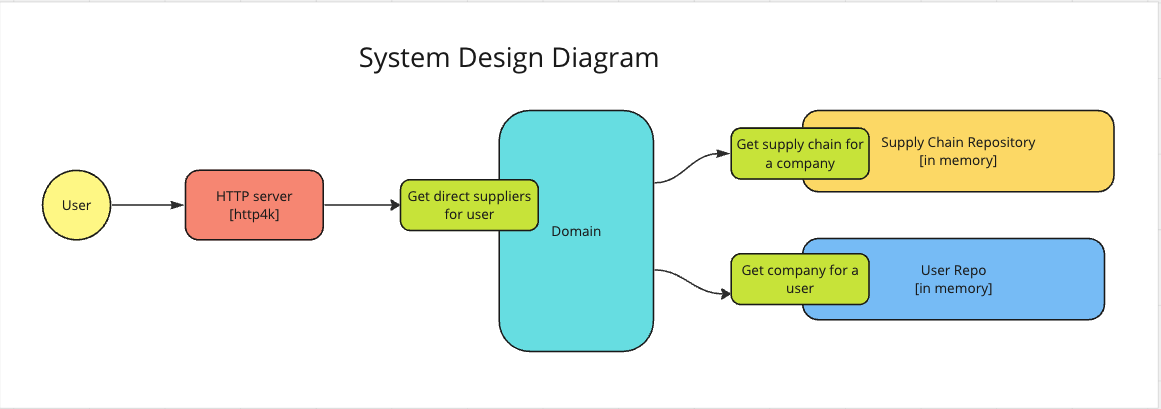 System Design Diagram
User
HTTP server
[http4k]
Get direct suppliers
for user
Domain
Get supply chain for
a company
Supply Chain Repository
[in memory]
Get company for a
user
User Repo
[in memory]